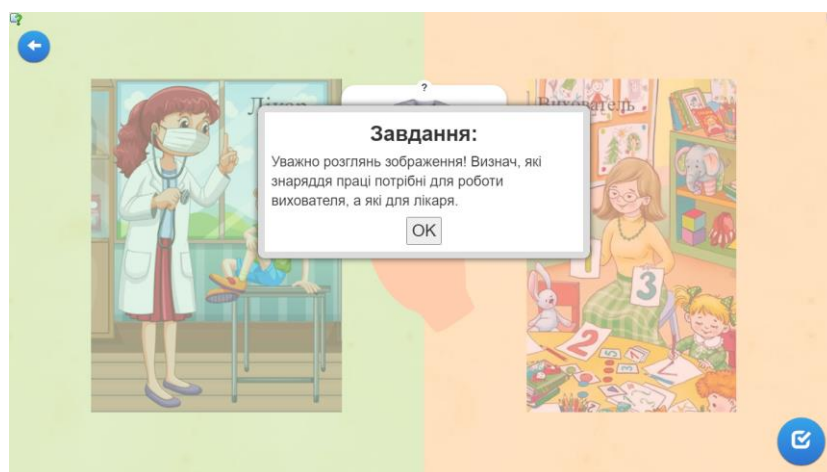 ?
Лікар
Вихователь
Завдання:
Уважно розглянь зображення! Визнач, які
знаряддя праці потрібні для роботи
вихователя, а які для лікаря.
OK
1
3
2